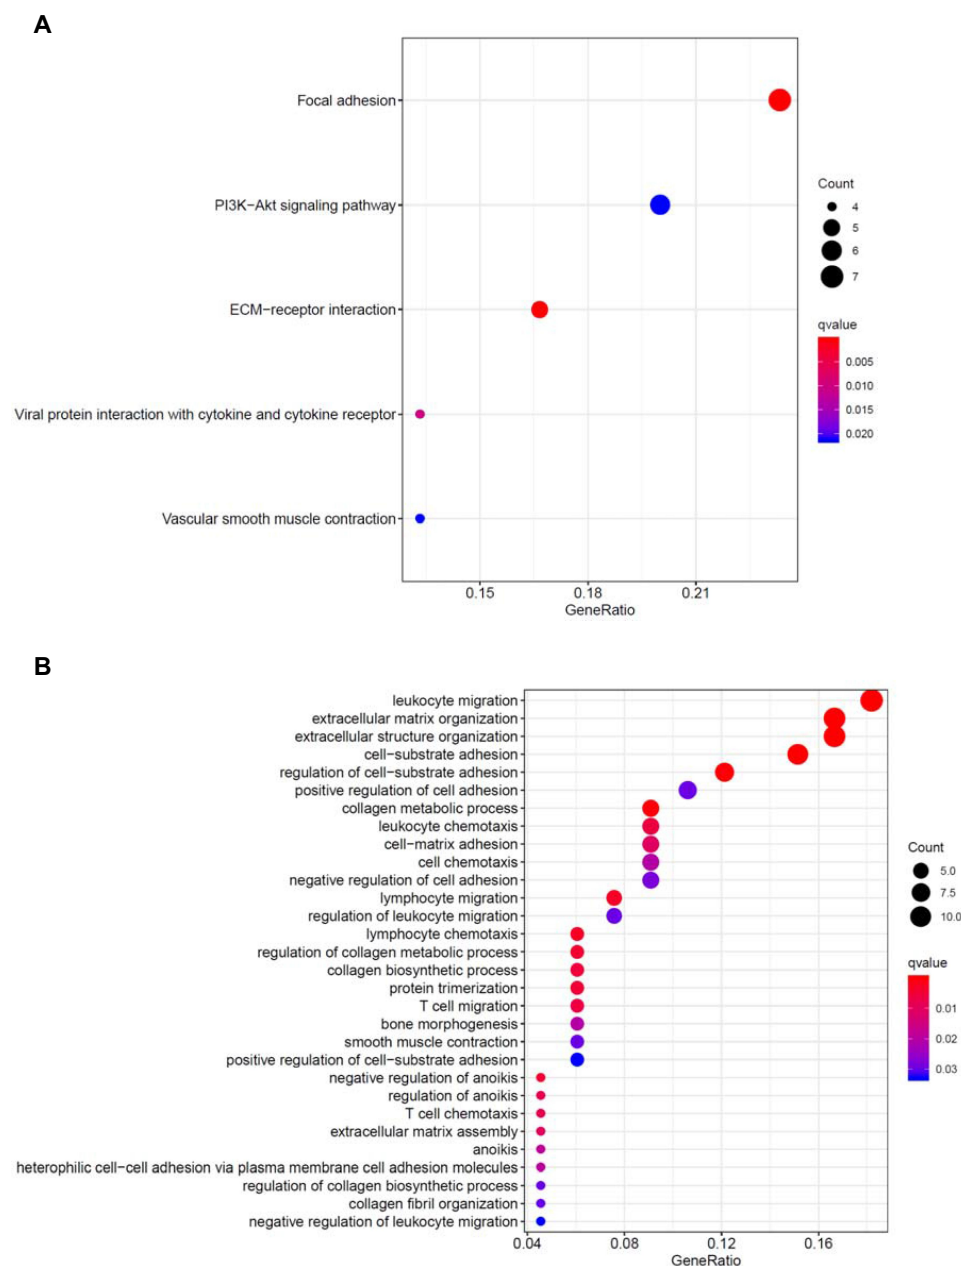 A
Focal adhesion
PI3K−Akt signaling pathway
ECM−receptor interaction
Viral protein interaction with cytokine and cytokine receptor
Vascular smooth muscle contraction
0.15 0.18 0.21
GeneRatio
Count
4
5
6
7
qvalue
0.005
0.010
0.015
0.020
B
leukocyte migration
extracellular matrix organization
extracellular structure organization
cell−substrate adhesion
regulation of cell−substrate adhesion
positive regulation of cell adhesion
collagen metabolic process
leukocyte chemotaxis
cell−matrix adhesion
cell chemotaxis
negative regulation of cell adhesion
lymphocyte migration
regulation of leukocyte migration
lymphocyte chemotaxis
regulation of collagen metabolic process
collagen biosynthetic process
protein trimerization
T cell migration
bone morphogenesis
smooth muscle contraction
positive regulation of cell−substrate adhesion
negative regulation of anoikis
regulation of anoikis
T cell chemotaxis
extracellular matrix assembly
anoikis
heterophilic cell−cell adhesion via plasma membrane cell adhesion molecules
regulation of collagen biosynthetic process
collagen fibril organization
negative regulation of leukocyte migration
0.04 0.08 0.12 0.16
GeneRatio
Count
5.0
7.5
10.0
qvalue
0.01
0.02
0.03